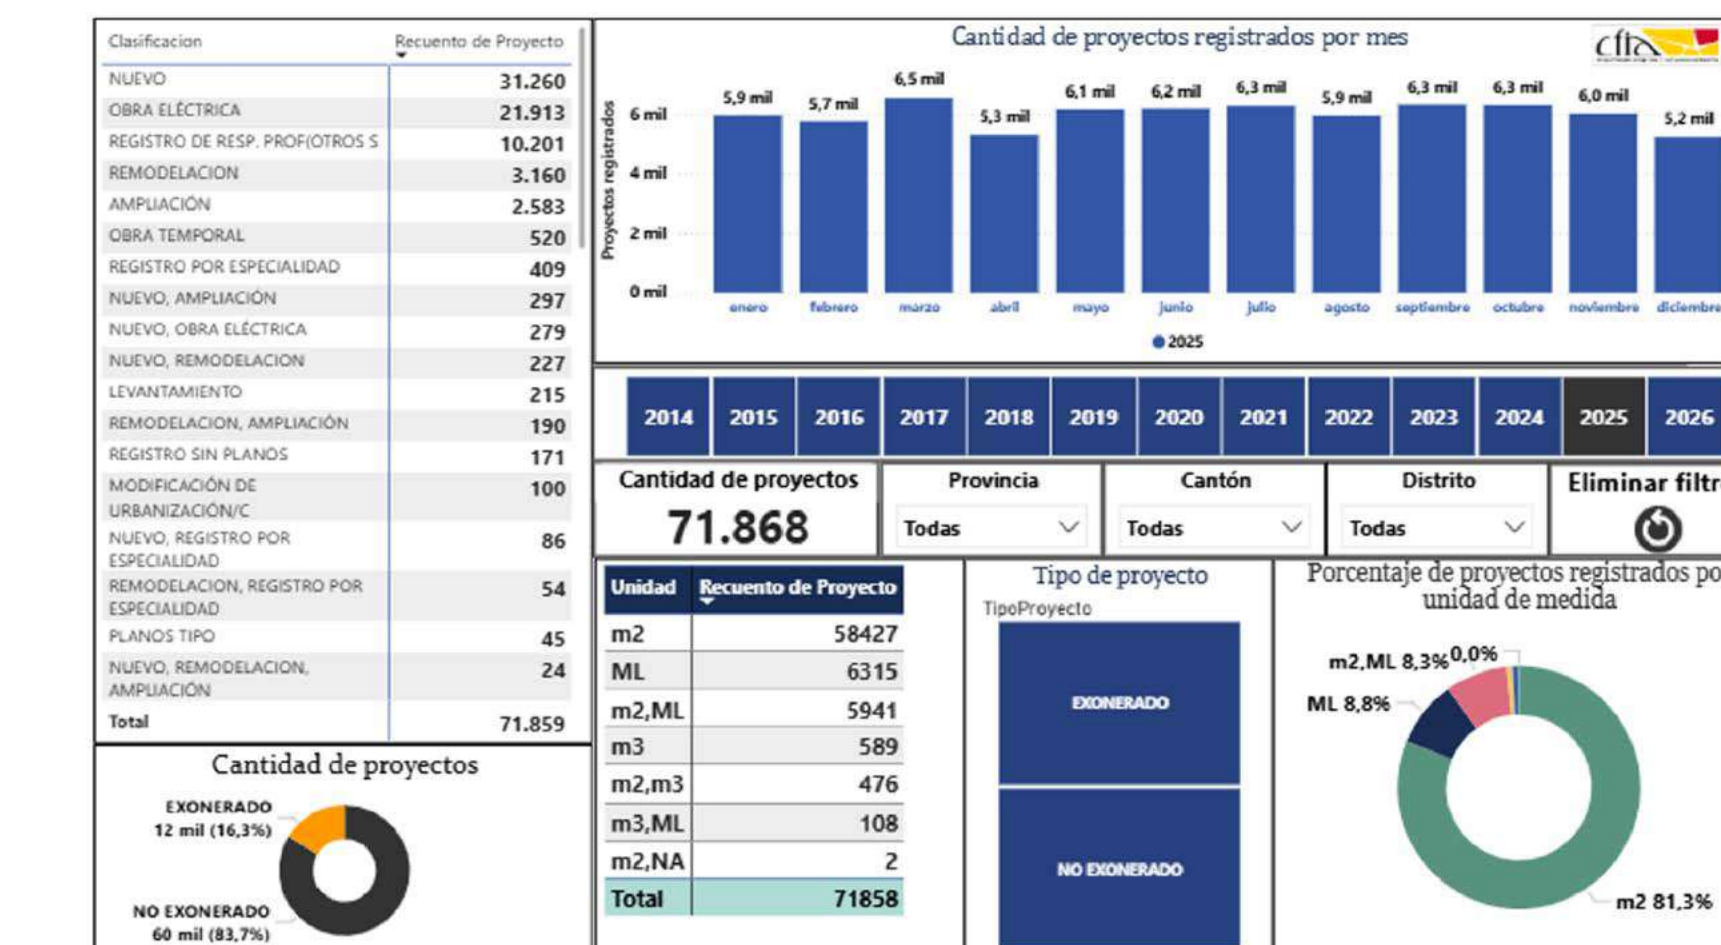 Clasificacion Recuento de Proyecto
NUEVO 31.260
OBRA ELÉCTRICA 21.913
REGISTRO DE RESP. PROF(OTROS S 10.201
REMODELACION 3.160
AMPLIACIÓN 2.583
OBRA TEMPORAL 520
REGISTRO POR ESPECIALIDAD 409
NUEVO, AMPLIACIÓN 297
NUEVO, OBRA ELÉCTRICA 279
NUEVO, REMODELACION 227
LEVANTAMIENTO 215
REMODELACION, AMPLIACIÓN 190
REGISTRO SIN PLANOS 171
MODIFICACIÓN DE 100
URBANIZACIÓN/C
NUEVO, REGISTRO POR 86
ESPECIALIDAD
REMODELACION, REGISTRO POR 54
ESPECIALIDAD
PLANOS TIPO 45
NUEVO, REMODELACION, 24
AMPLIACIÓN
Total 71.859
Cantidad de proyectos
EXONERADO
12 mil (16,3%)
NO EXONERADO
60 mil (83,7%)
Cantidad de proyectos registrados por mes
cfia
Proyectos registrados
6 mil
4 mil
2 mil
0 mil
5,9 mil 5,7 mil 6,5 mil 5,3 mil 6,1 mil 6,2 mil 6,3 mil 5,9 mil 6,3 mil 6,3 mil 6,0 mil 5,2 mil
enero febrero marzo abril mayo junio julio agosto septiembre octubre noviembre diciembre
2025
2014 2015 2016 2017 2018 2019 2020 2021 2022 2023 2024 2025 2026
Cantidad de proyectos
71.868
Provincia
Todas
Cantón
Todas
Distrito
Todas
Eliminar filtr
Unidad Recuento de Proyecto
m2 58427
ML 6315
m2,ML 5941
m3 589
m2,m3 476
m3,ML 108
m2,NA 2
Total 71858
Tipo de proyecto
TipoProyecto
EXONERADO
NO EXONERADO
Porcentaje de proyectos registrados po
unidad de medida
m2,ML 8,3% 0,0%
ML 8,8%
m2 81,3%